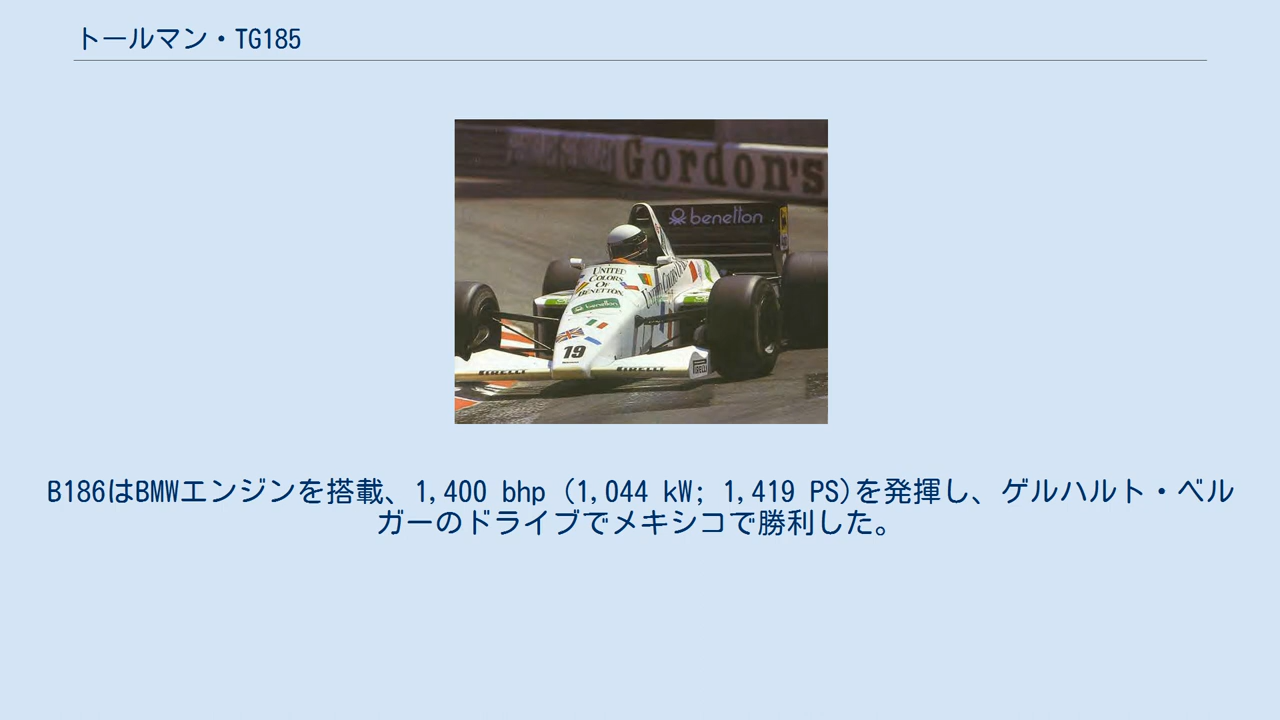 トールマン・TG185
Gordon's
benetton
UNITED
COLORS
OF
BENETTON
benetton
19
PIRELLI
PIRELLI
PIRELLI
B186はBMWエンジンを搭載、1,400 bhp (1,044 kW; 1,419 PS)を発揮し、ゲルハルト・ベル
ガーのドライブでメキシコで勝利した。